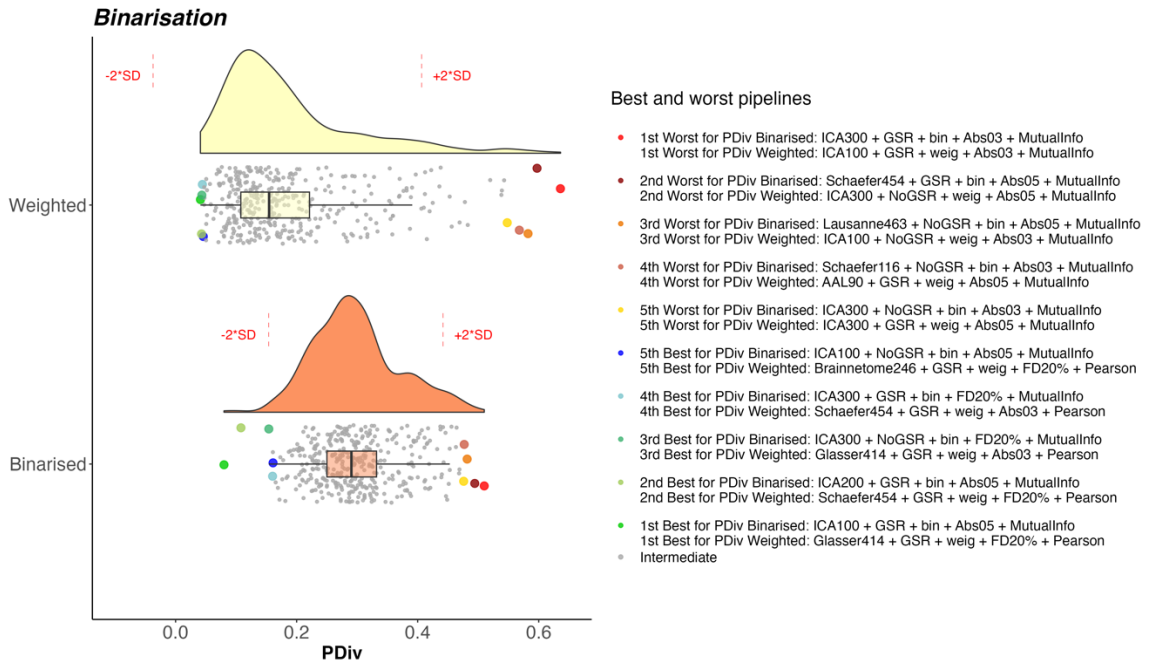 Binarisation
-2*SD
+2*SD
Weighted
-2*SD
+2*SD
Binarised
0.0
0.2
0.4
0.6
PDiv
Best and worst pipelines
1st Worst for PDiv Binarised: ICA300 + GSR + bin + Abs03 + MutualInfo
1st Worst for PDiv Weighted: ICA100 + GSR + weig + Abs03 + MutualInfo
2nd Worst for PDiv Binarised: Schaefer454 + GSR + bin + Abs05 + MutualInfo
2nd Worst for PDiv Weighted: ICA300 + NoGSR + weig + Abs05 + MutualInfo
3rd Worst for PDiv Binarised: Lausanne463 + NoGSR + bin + Abs05 + MutualInfo
3rd Worst for PDiv Weighted: ICA100 + NoGSR + weig + Abs03 + MutualInfo
4th Worst for PDiv Binarised: Schaefer116 + NoGSR + bin + Abs03 + MutualInfo
4th Worst for PDiv Weighted: AAL90 + GSR + weig + Abs05 + MutualInfo
5th Worst for PDiv Binarised: ICA300 + NoGSR + bin + Abs03 + MutualInfo
5th Worst for PDiv Weighted: ICA300 + GSR + weig + Abs05 + MutualInfo
5th Best for PDiv Binarised: ICA100 + NoGSR + bin + Abs05 + MutualInfo
5th Best for PDiv Weighted: Brainnetome246 + GSR + weig + FD20% + Pearson
4th Best for PDiv Binarised: ICA300 + GSR + bin + FD20% + MutualInfo
4th Best for PDiv Weighted: Schaefer454 + GSR + weig + Abs03 + Pearson
3rd Best for PDiv Binarised: ICA300 + NoGSR + bin + FD20% + MutualInfo
3rd Best for PDiv Weighted: Glasser414 + GSR + weig + Abs03 + Pearson
2nd Best for PDiv Binarised: ICA200 + GSR + bin + Abs05 + MutualInfo
2nd Best for PDiv Weighted: Schaefer454 + GSR + weig + FD20% + Pearson
1st Best for PDiv Binarised: ICA100 + GSR + bin + Abs05 + MutualInfo
1st Best for PDiv Weighted: Glasser414 + GSR + weig + FD20% + Pearson
Intermediate